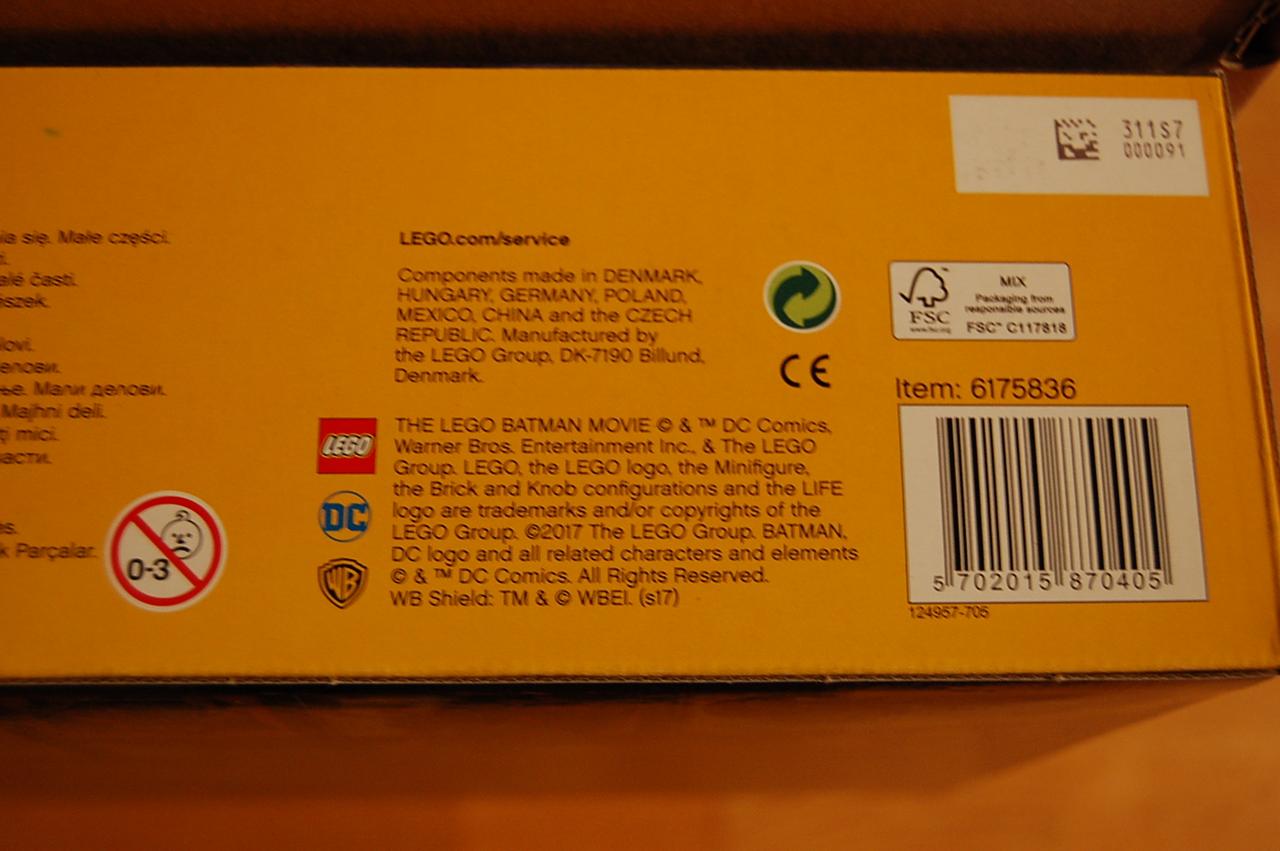 311S7
000091
ia się. Małe części.
alé časti.
eszek.
lovi.
елови.
ње. Мали делови.
Majhni deli.
ți mici.
асти.
es.
k Parçalar.
0-3
LEGO.com/service
Components made in DENMARK,
HUNGARY, GERMANY, POLAND,
MEXICO, CHINA and the CZECH
REPUBLIC. Manufactured by
the LEGO Group, DK-7190 Billund,
Denmark.
CE
FSC
www.fsc.org
MIX
Packaging from
responsible sources
FSC™ C117818
LEGO
DC
WB
THE LEGO BATMAN MOVIE © & ™ DC Comics,
Warner Bros. Entertainment Inc., & The LEGO
Group. LEGO, the LEGO logo, the Minifigure,
the Brick and Knob configurations and the LIFE
logo are trademarks and/or copyrights of the
LEGO Group. ©2017 The LEGO Group. BATMAN,
DC logo and all related characters and elements
© & ™ DC Comics. All Rights Reserved.
WB Shield: TM & © WBEI. (s17)
Item: 6175836
5 702015 870405
124957-705